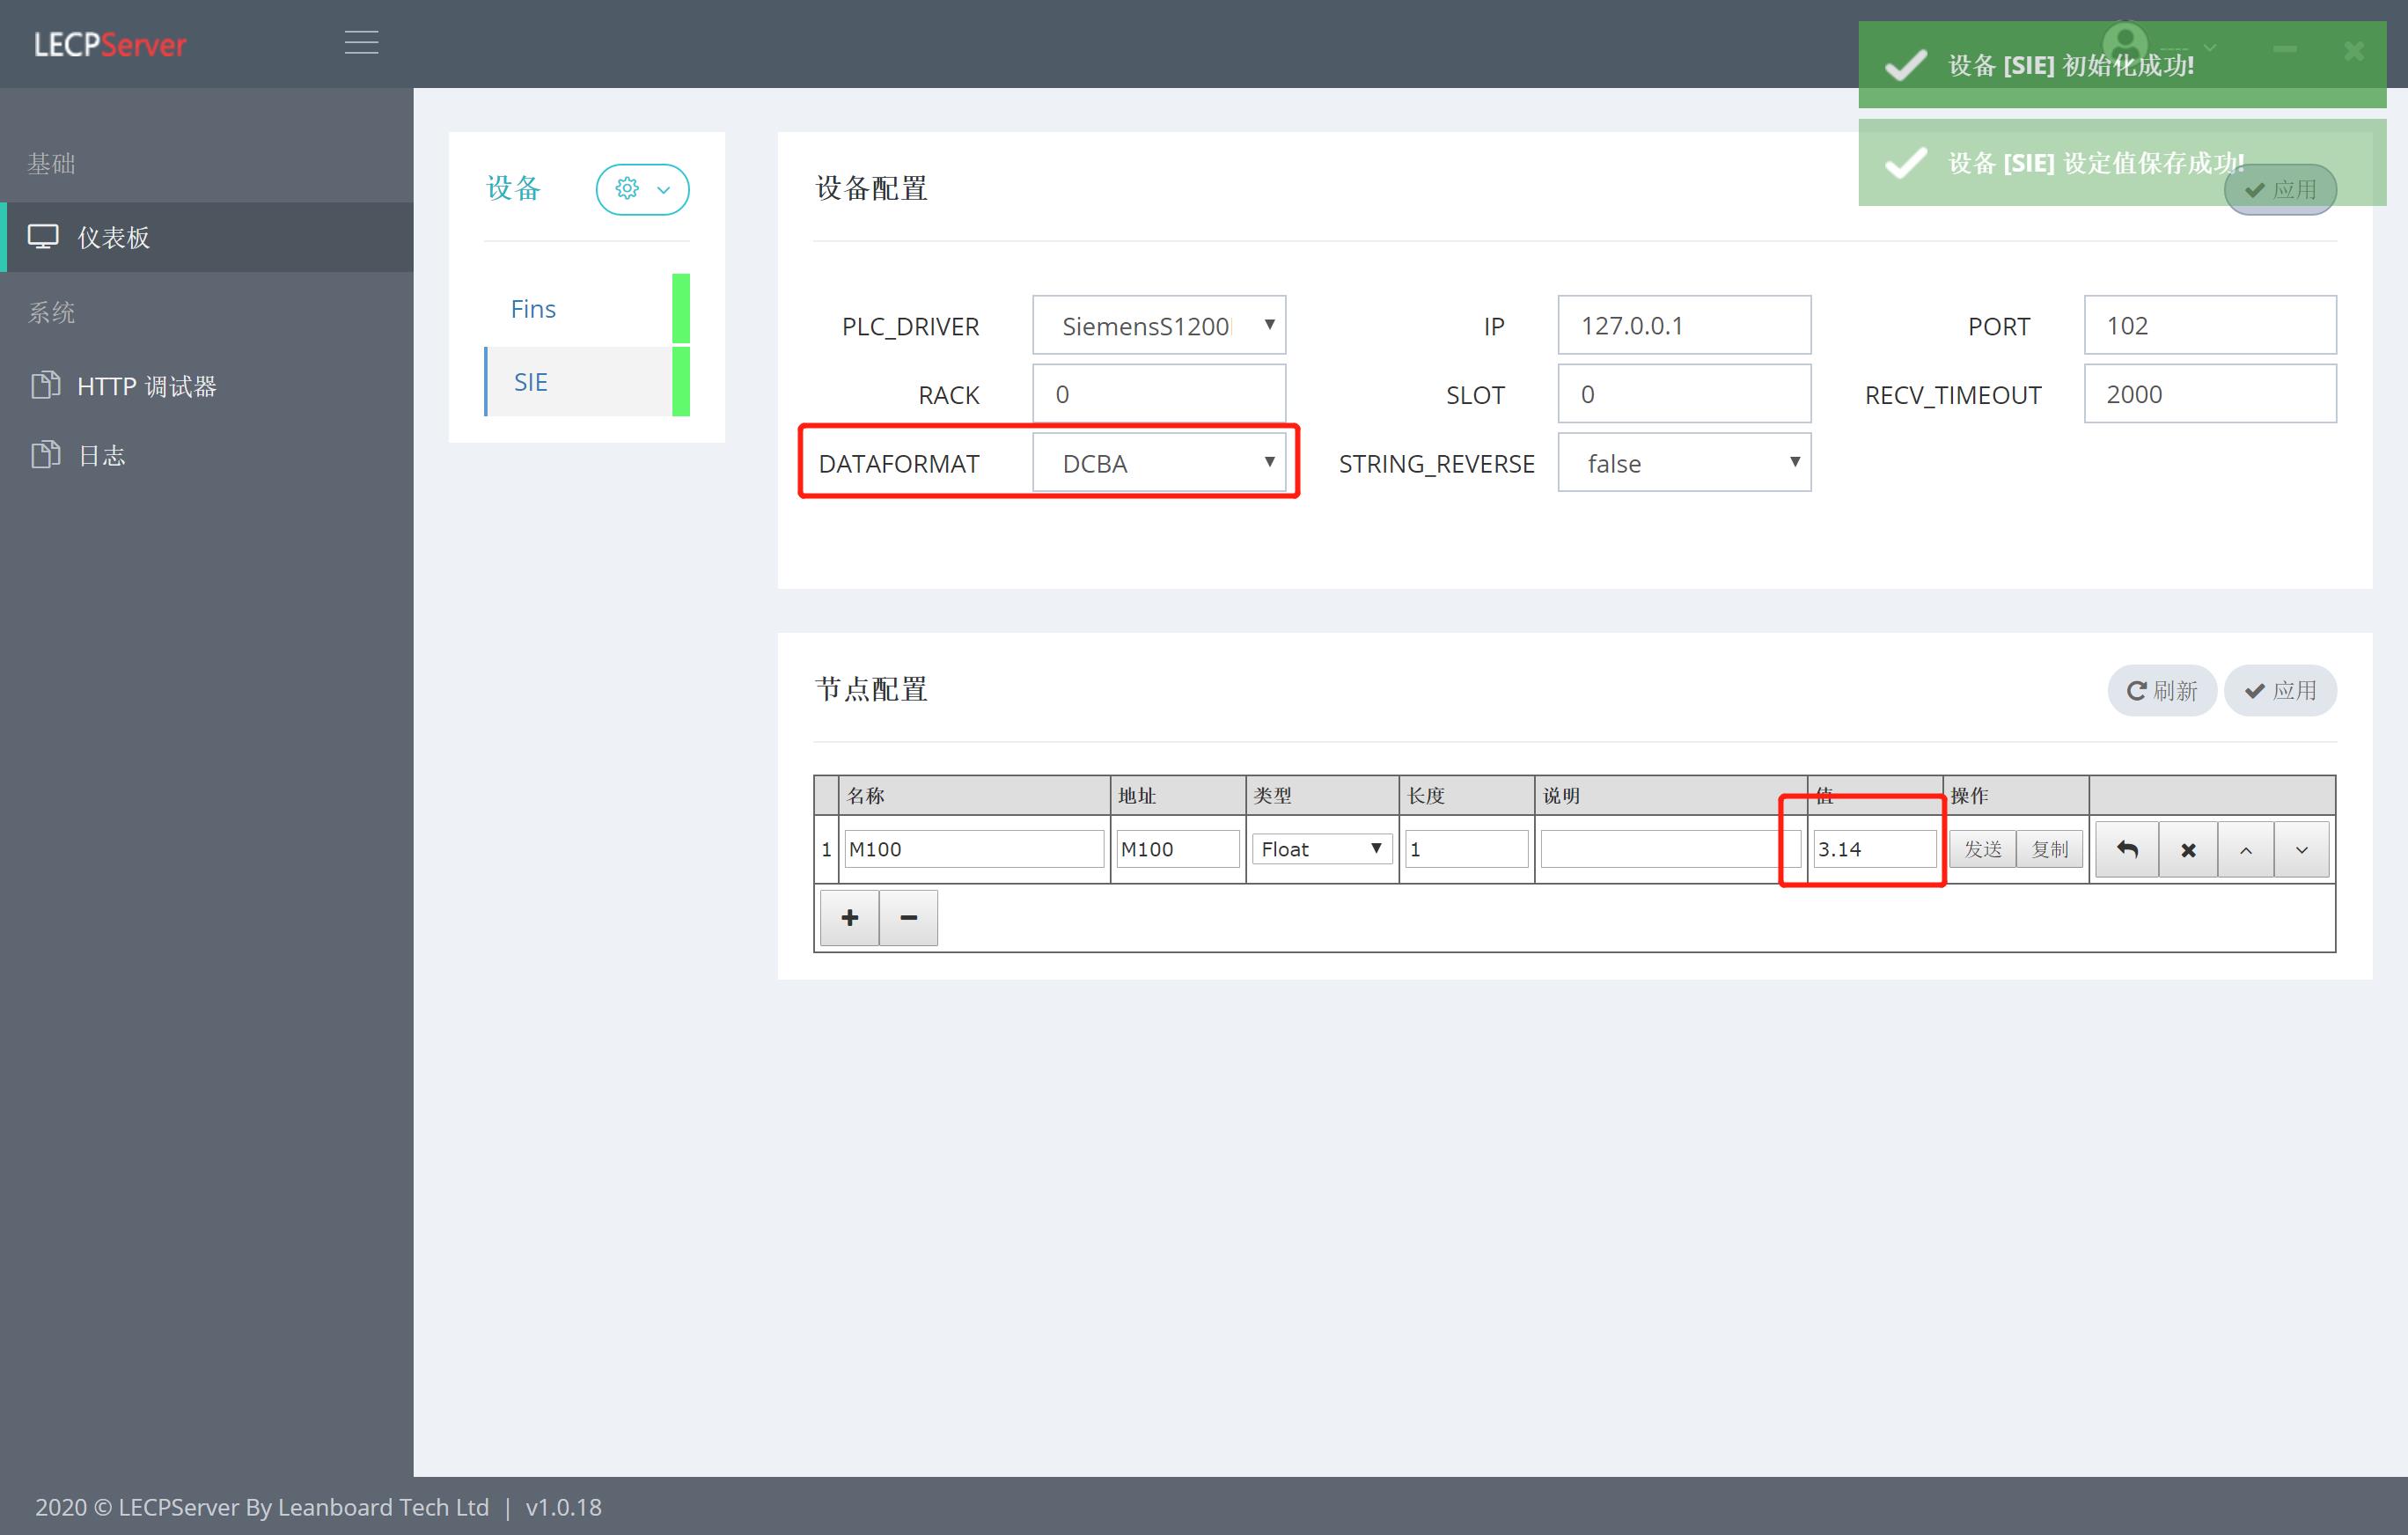 LECPServer
设备 [SIE] 初始化成功!
设备 [SIE] 设定值保存成功!
基础
仪表板
系统
HTTP 调试器
日志
设备
Fins
SIE
设备配置
应用
PLC_DRIVER SiemensS1200 IP 127.0.0.1 PORT 102
RACK 0 SLOT 0 RECV_TIMEOUT 2000
DATAFORMAT DCBA STRING_REVERSE false
节点配置
刷新 应用
名称 地址 类型 长度 说明 值 操作
1 M100 M100 Float 1 3.14 发送 复制
2020 © LECPServer By Leanboard Tech Ltd | v1.0.18